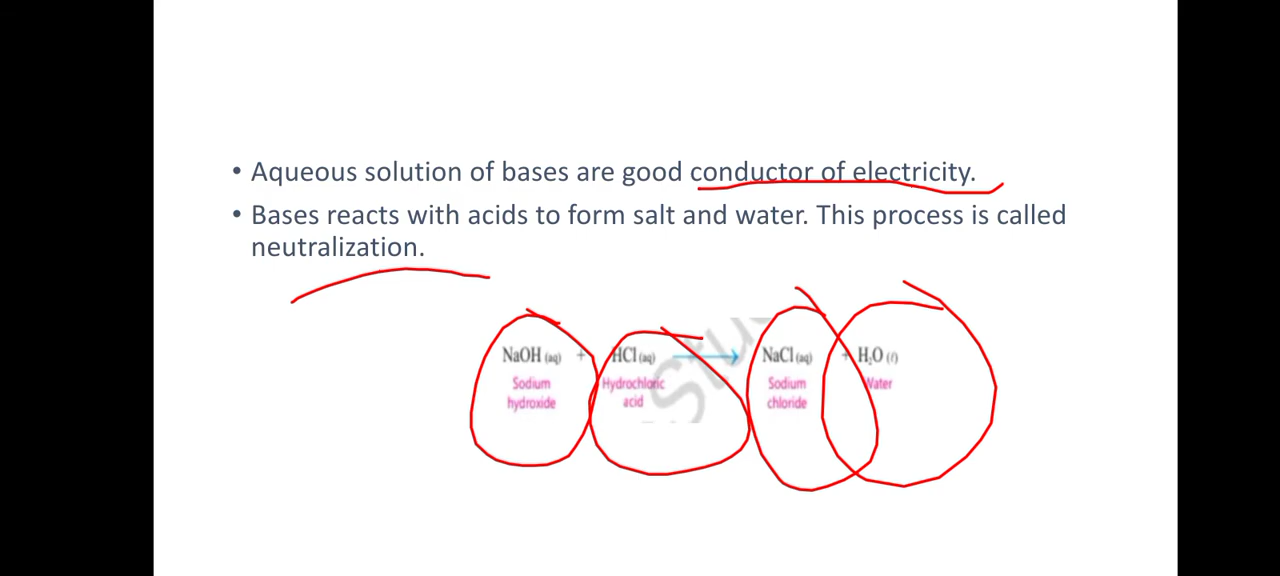 • Aqueous solution of bases are good conductor of electricity.
• Bases reacts with acids to form salt and water. This process is called
neutralization.
NaOH (aq) + HCl (aq) → NaCl (aq) + H₂O (l)
Sodium Hydrochloric Sodium Water
hydroxide acid chloride
Stu